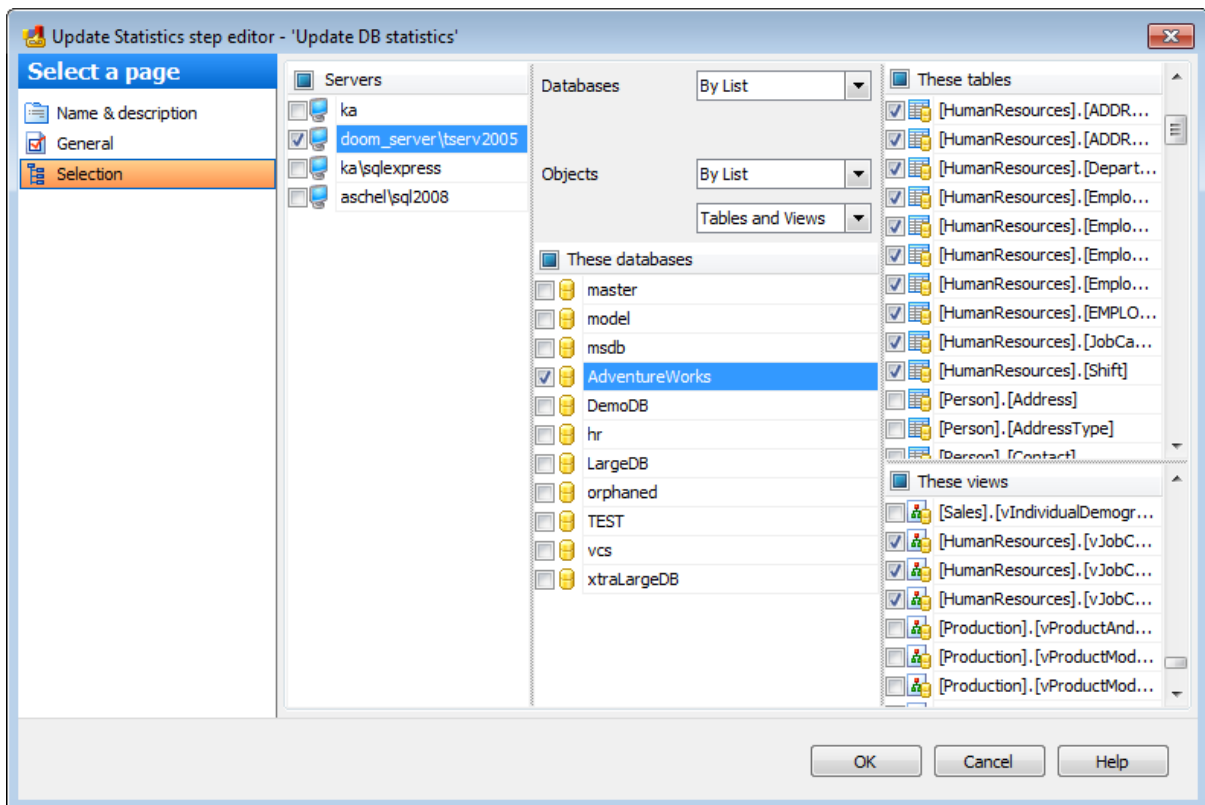 Update Statistics step editor - 'Update DB statistics'
Select a page
Name & description
General
Selection
Servers
ka
doom_server\tserv2005
ka\sqlexpress
aschel\sql2008
Databases
By List
Objects
By List
Tables and Views
These databases
master
model
msdb
AdventureWorks
DemoDB
hr
LargeDB
orphaned
TEST
vcs
xtraLargeDB
These tables
[HumanResources].[ADDR...
[HumanResources].[ADDR...
[HumanResources].[Depart...
[HumanResources].[Emplo...
[HumanResources].[Emplo...
[HumanResources].[Emplo...
[HumanResources].[Emplo...
[HumanResources].[EMPLO...
[HumanResources].[JobCa...
[HumanResources].[Shift]
[Person].[Address]
[Person].[AddressType]
[Person].[Contact]
These views
[Sales].[vIndividualDemogr...
[HumanResources].[vJobC...
[HumanResources].[vJobC...
[HumanResources].[vJobC...
[Production].[vProductAnd...
[Production].[vProductMod...
[Production].[vProductMod...
OK
Cancel
Help